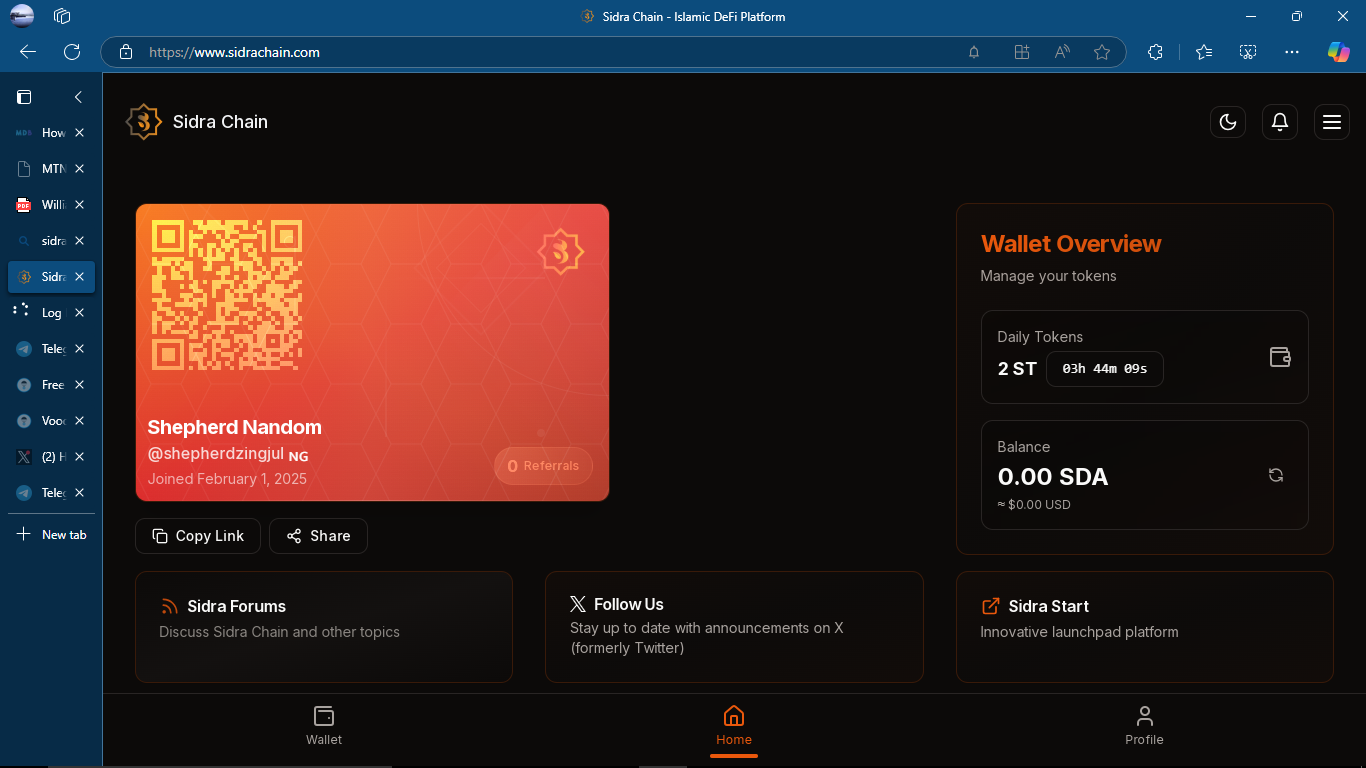 Sidra Chain - Islamic DeFi Platform
https://www.sidrachain.com
How
MTN
Willi
sidra
Sidra
Log
Teleg
Free
Vooc
(2) H
Teleg
New tab
Sidra Chain
Shepherd Nandom
@shepherdzingjul NG
Joined February 1, 2025
0 Referrals
Copy Link
Share
Wallet Overview
Manage your tokens
Daily Tokens
2 ST 03h 44m 09s
Balance
0.00 SDA
≈ $0.00 USD
Sidra Forums
Discuss Sidra Chain and other topics
Follow Us
Stay up to date with announcements on X
(formerly Twitter)
Sidra Start
Innovative launchpad platform
Wallet
Home
Profile